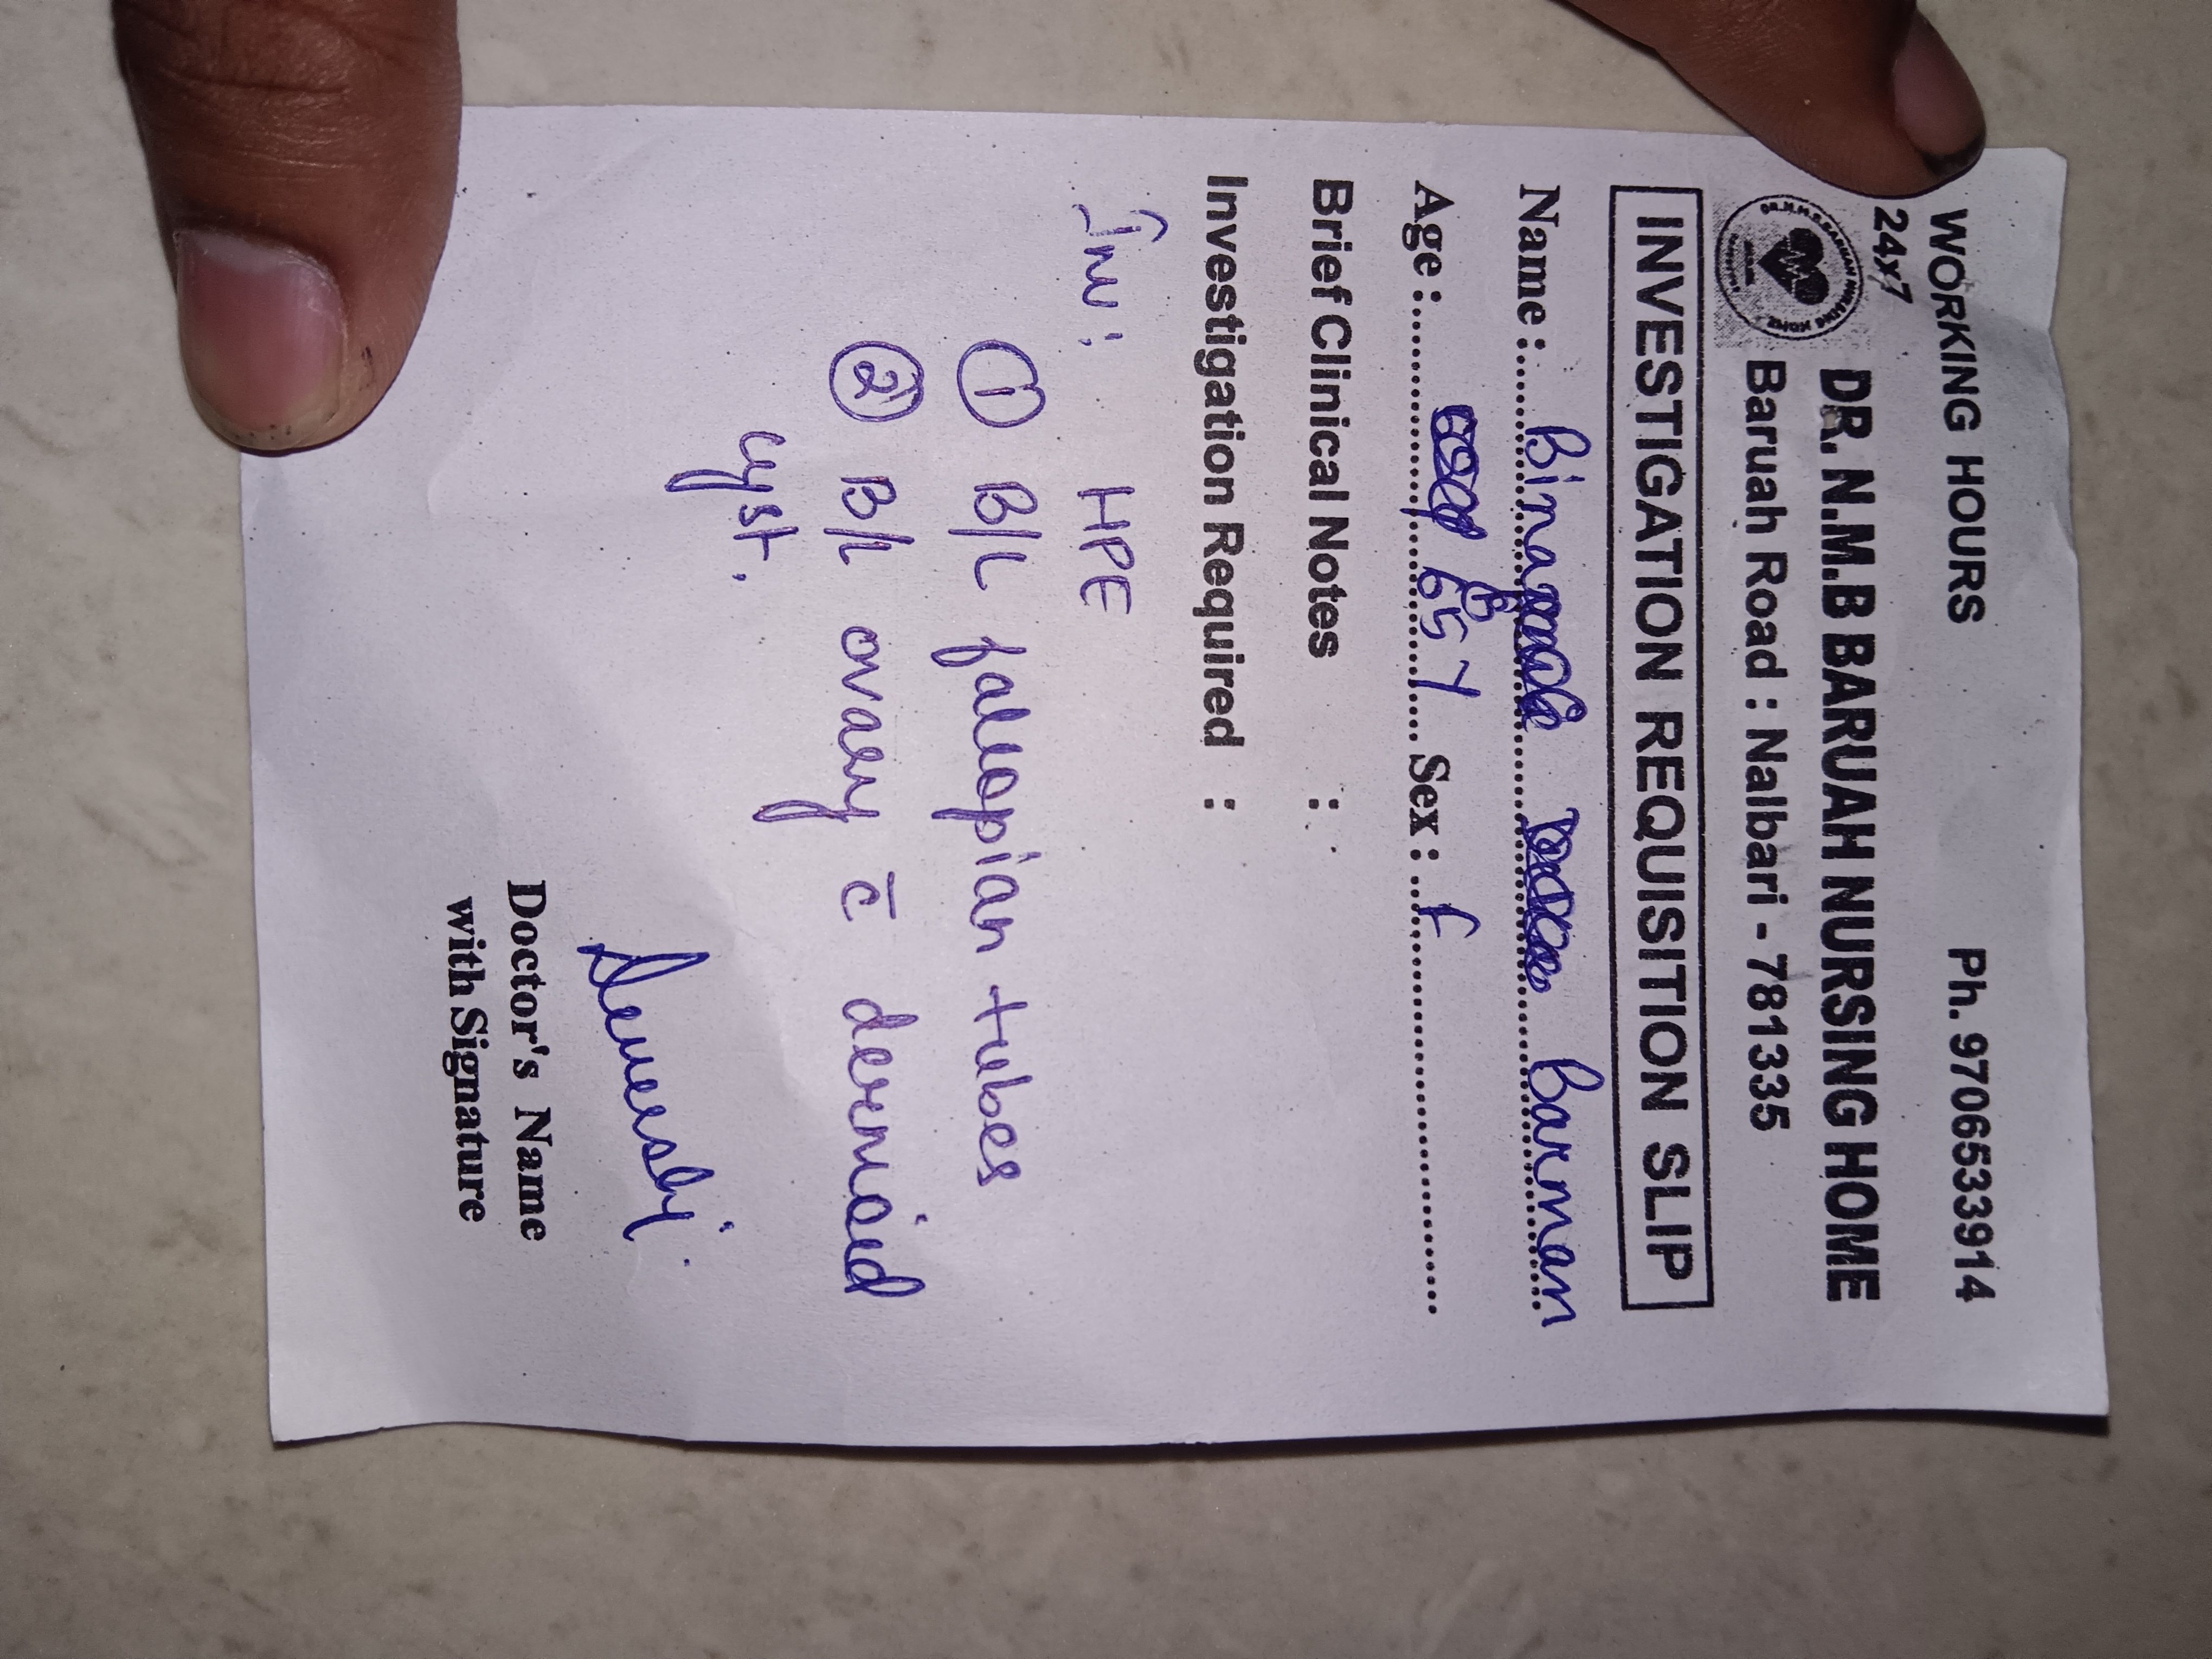 WORKING HOURS Ph. 9706533914
24x7
DR. N.M.B BARUAH NURSING HOME
Baruah Road : Nalbari - 781335
INVESTIGATION REQUISITION SLIP
Name : Bina Barman
Age : 65 Y Sex : f
Brief Clinical Notes :
Investigation Required :
Inv: HPE
① B/L fallopian tubes
② B/L ovary c̄ dermoid
cyst.
Doctor's Name
with Signature